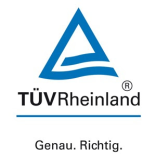 ®
TÜVRheinland
Genau. Richtig.